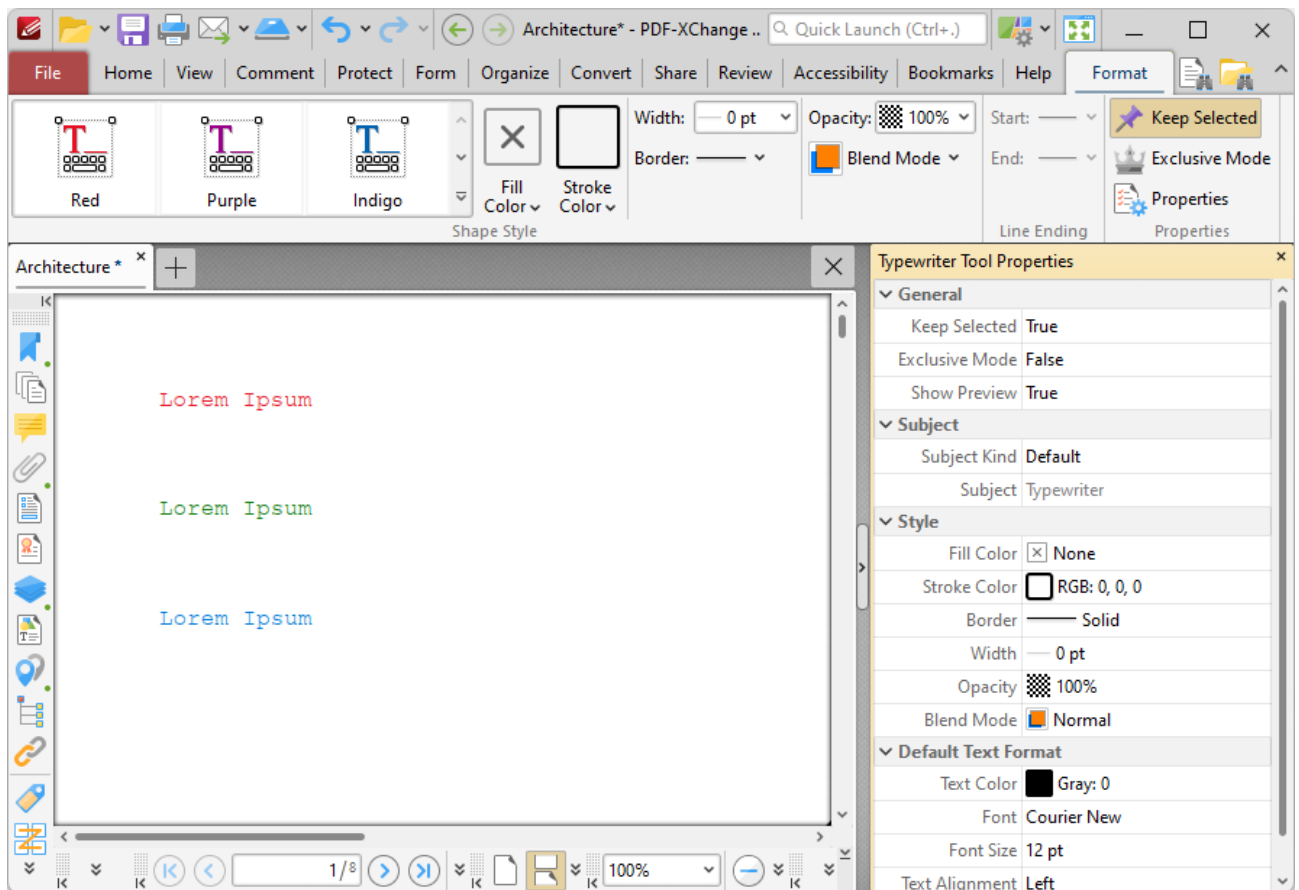 Architecture* - PDF-XChange ..
Quick Launch (Ctrl+.)
File Home View Comment Protect Form Organize Convert Share Review Accessibility Bookmarks Help Format
Red
Purple
Indigo
Fill Color
Stroke Color
Width: 0 pt
Border:
Shape Style
Opacity: 100%
Blend Mode
Start:
End:
Line Ending
Keep Selected
Exclusive Mode
Properties
Properties
Architecture *
Lorem Ipsum
Lorem Ipsum
Lorem Ipsum
1/8
100%
Typewriter Tool Properties
General
Keep Selected True
Exclusive Mode False
Show Preview True
Subject
Subject Kind Default
Subject Typewriter
Style
Fill Color None
Stroke Color RGB: 0, 0, 0
Border Solid
Width 0 pt
Opacity 100%
Blend Mode Normal
Default Text Format
Text Color Gray: 0
Font Courier New
Font Size 12 pt
Text Alignment Left